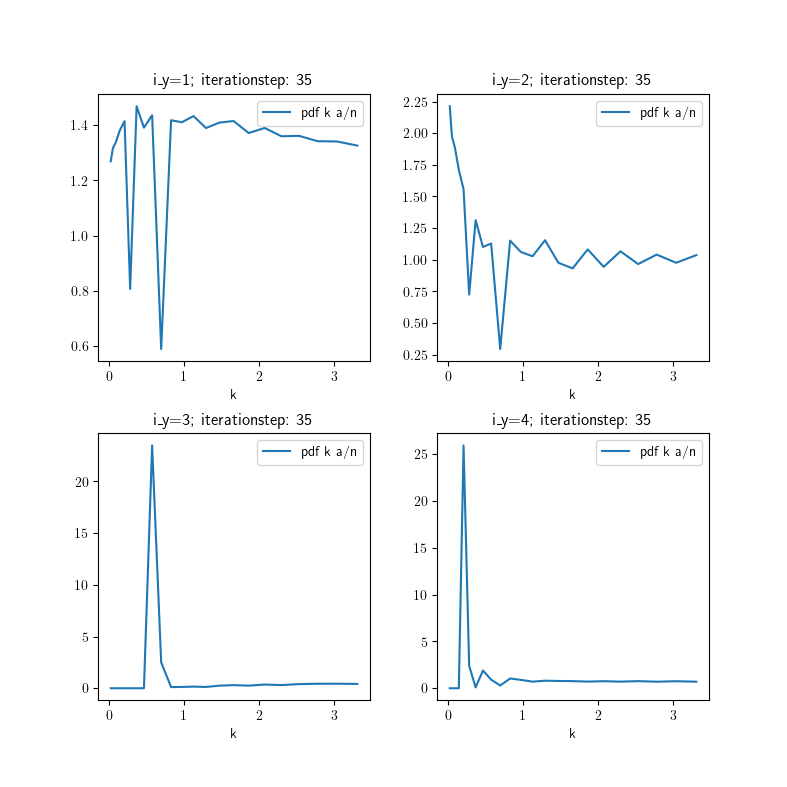 i_y=1; iterationstep: 35
pdf k a/n
1.4
1.2
1.0
0.8
0.6
0 1 2 3
k
i_y=2; iterationstep: 35
pdf k a/n
2.25
2.00
1.75
1.50
1.25
1.00
0.75
0.50
0.25
0 1 2 3
k
i_y=3; iterationstep: 35
pdf k a/n
20
15
10
5
0
0 1 2 3
k
i_y=4; iterationstep: 35
pdf k a/n
25
20
15
10
5
0
0 1 2 3
k